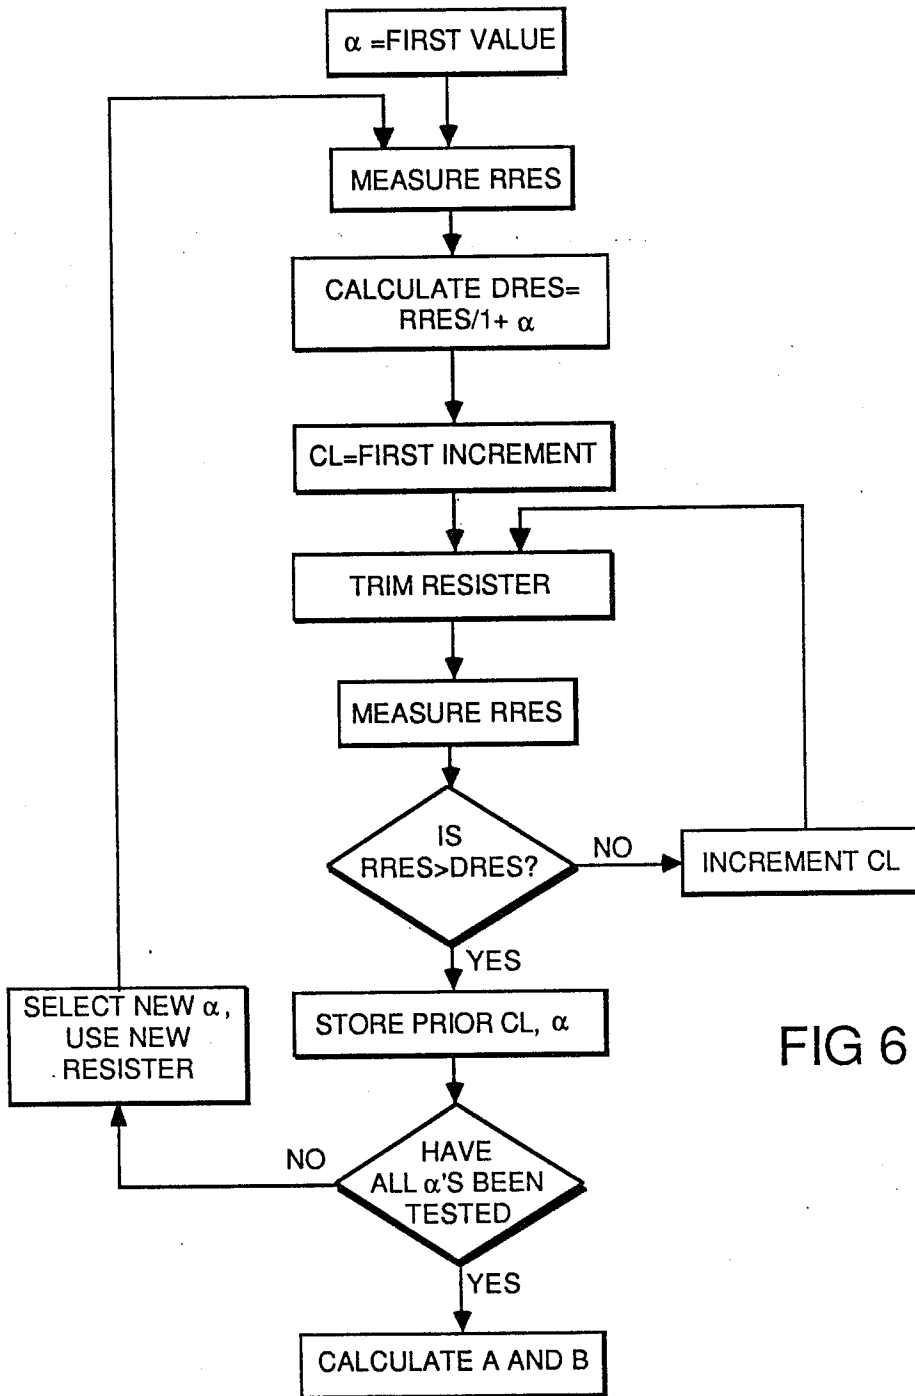 α =FIRST VALUE
MEASURE RRES
CALCULATE DRES=
RRES/1+ α
CL=FIRST INCREMENT
TRIM RESISTER
MEASURE RRES
IS
RRES>DRES?
NO
INCREMENT CL
YES
STORE PRIOR CL, α
SELECT NEW α,
USE NEW
RESISTER
FIG 6
HAVE
ALL α'S BEEN
TESTED
NO
YES
CALCULATE A AND B